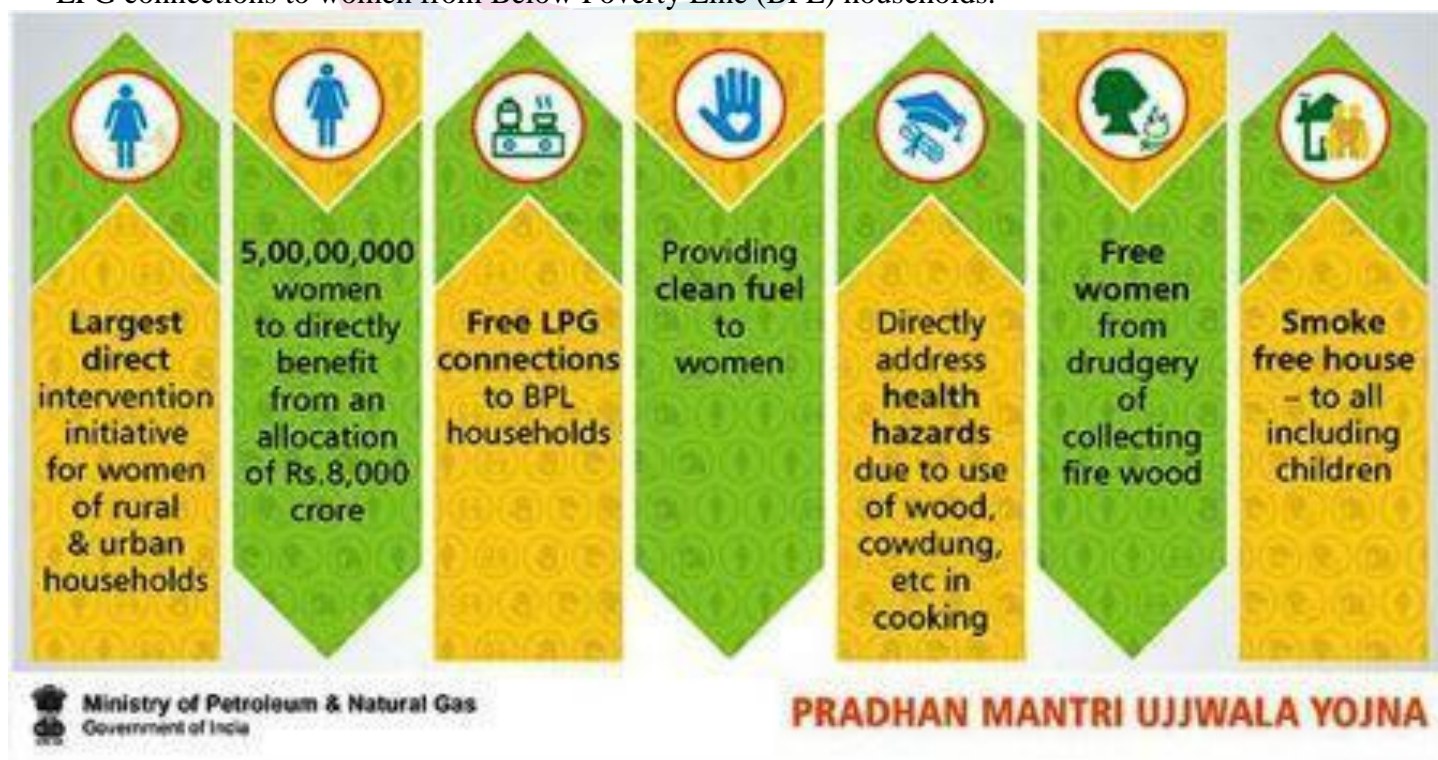 LPG connections to women from Below Poverty Line (BPL) households.
Largest
direct
intervention
initiative
for women
of rural
& urban
households
5,00,00,000
women
to directly
benefit
from an
allocation
of Rs.8,000
crore
Free LPG
connections
to BPL
households
Providing
clean fuel
to
women
Directly
address
health
hazards
due to use
of wood,
cowdung,
etc in
cooking
Free
women
from
drudgery
of
collecting
fire wood
Smoke
free house
– to all
including
children
Ministry of Petroleum & Natural Gas
Government of India
PRADHAN MANTRI UJJWALA YOJNA